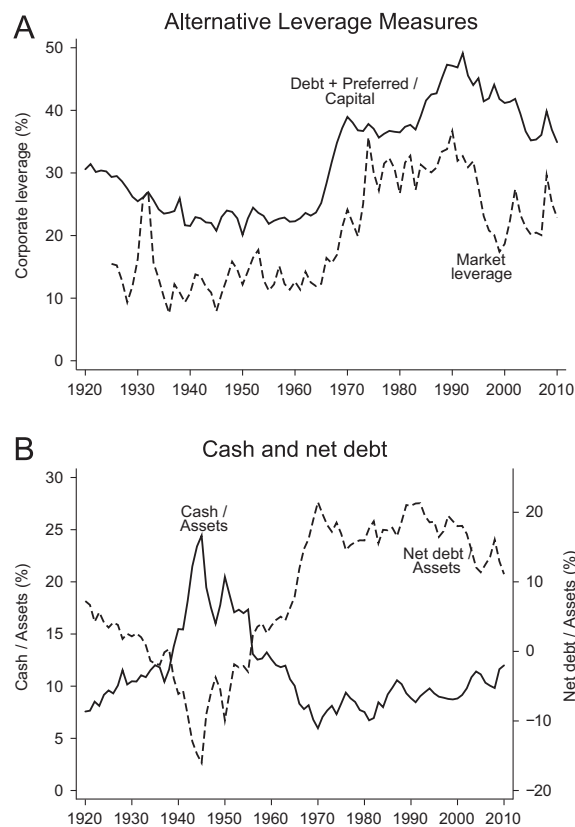 A
Alternative Leverage Measures
Corporate leverage (%)
50
40
30
20
10
0
Debt + Preferred /
Capital
Market
leverage
1920 1930 1940 1950 1960 1970 1980 1990 2000 2010
B
Cash and net debt
Cash / Assets (%)
30
25
20
15
10
5
0
Cash /
Assets
Net debt /
Assets
20
10
0
−10
−20
Net debt / Assets (%)
1920 1930 1940 1950 1960 1970 1980 1990 2000 2010